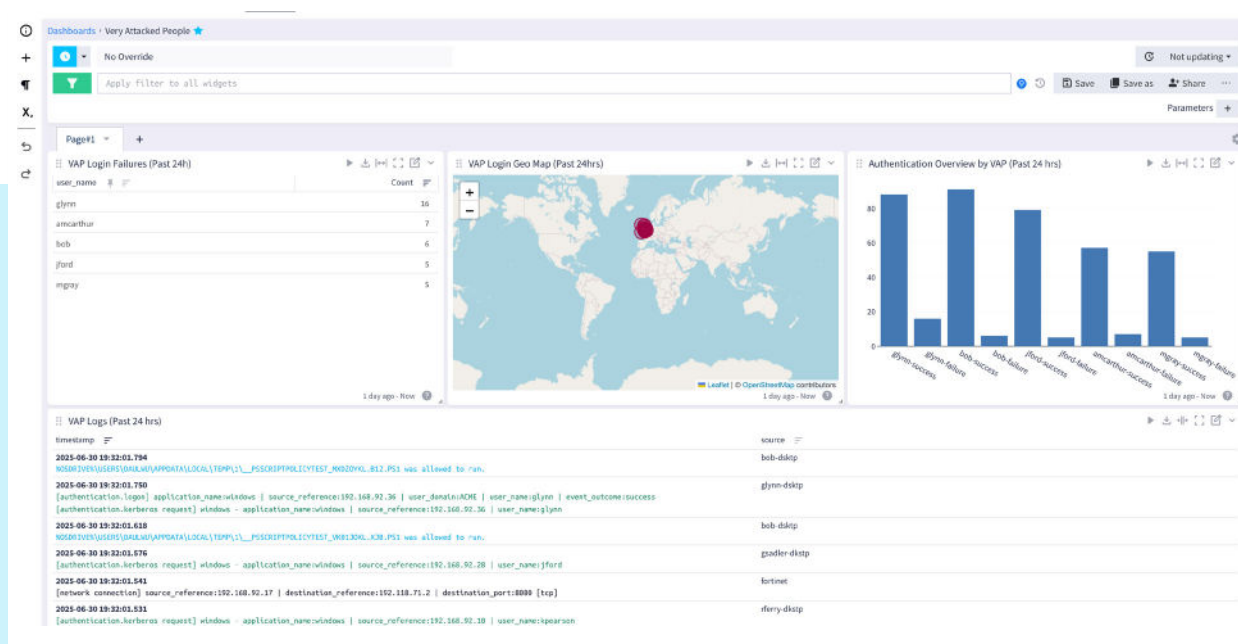 Dashboards › Very Attacked People
No Override
Not updating
Apply filter to all widgets
Save
Save as
Share
Parameters +
Page#1
+
VAP Login Failures (Past 24h)
user_name
Count
glynn
16
amcarthur
7
bob
6
jford
5
mgray
5
1 day ago - Now
VAP Login Geo Map (Past 24hrs)
+
−
Leaflet | © OpenStreetMap contributors
1 day ago - Now
Authentication Overview by VAP (Past 24 hrs)
80
60
40
20
0
glynn-success
glynn-failure
bob-success
bob-failure
jford-success
jford-failure
amcarthur-success
amcarthur-failure
mgray-success
mgray-failure
1 day ago - Now
VAP Logs (Past 24 hrs)
timestamp
source
2025-06-30 19:32:01.794
bob-dsktp
was allowed to run.
2025-06-30 19:32:01.750
glynn-dsktp
[authentication.logon] application_name:windows | source_reference:192.168.92.36 | user_domain:ACME | user_name:glynn | event_outcome:success
[authentication.kerberos request] windows - application_name:windows | source_reference:192.168.92.36 | user_name:glynn
2025-06-30 19:32:01.618
bob-dsktp
was allowed to run.
2025-06-30 19:32:01.576
gsadler-dkstp
[authentication.kerberos request] windows - application_name:windows | source_reference:192.168.92.28 | user_name:jford
2025-06-30 19:32:01.541
fortinet
[network connection] source_reference:192.168.92.17 | destination_reference:192.118.71.2 | destination_port:8080 [tcp]
2025-06-30 19:32:01.531
rferry-dkstp
[authentication.kerberos request] windows - application_name:windows | source_reference:192.168.92.10 | user_name:kpearson